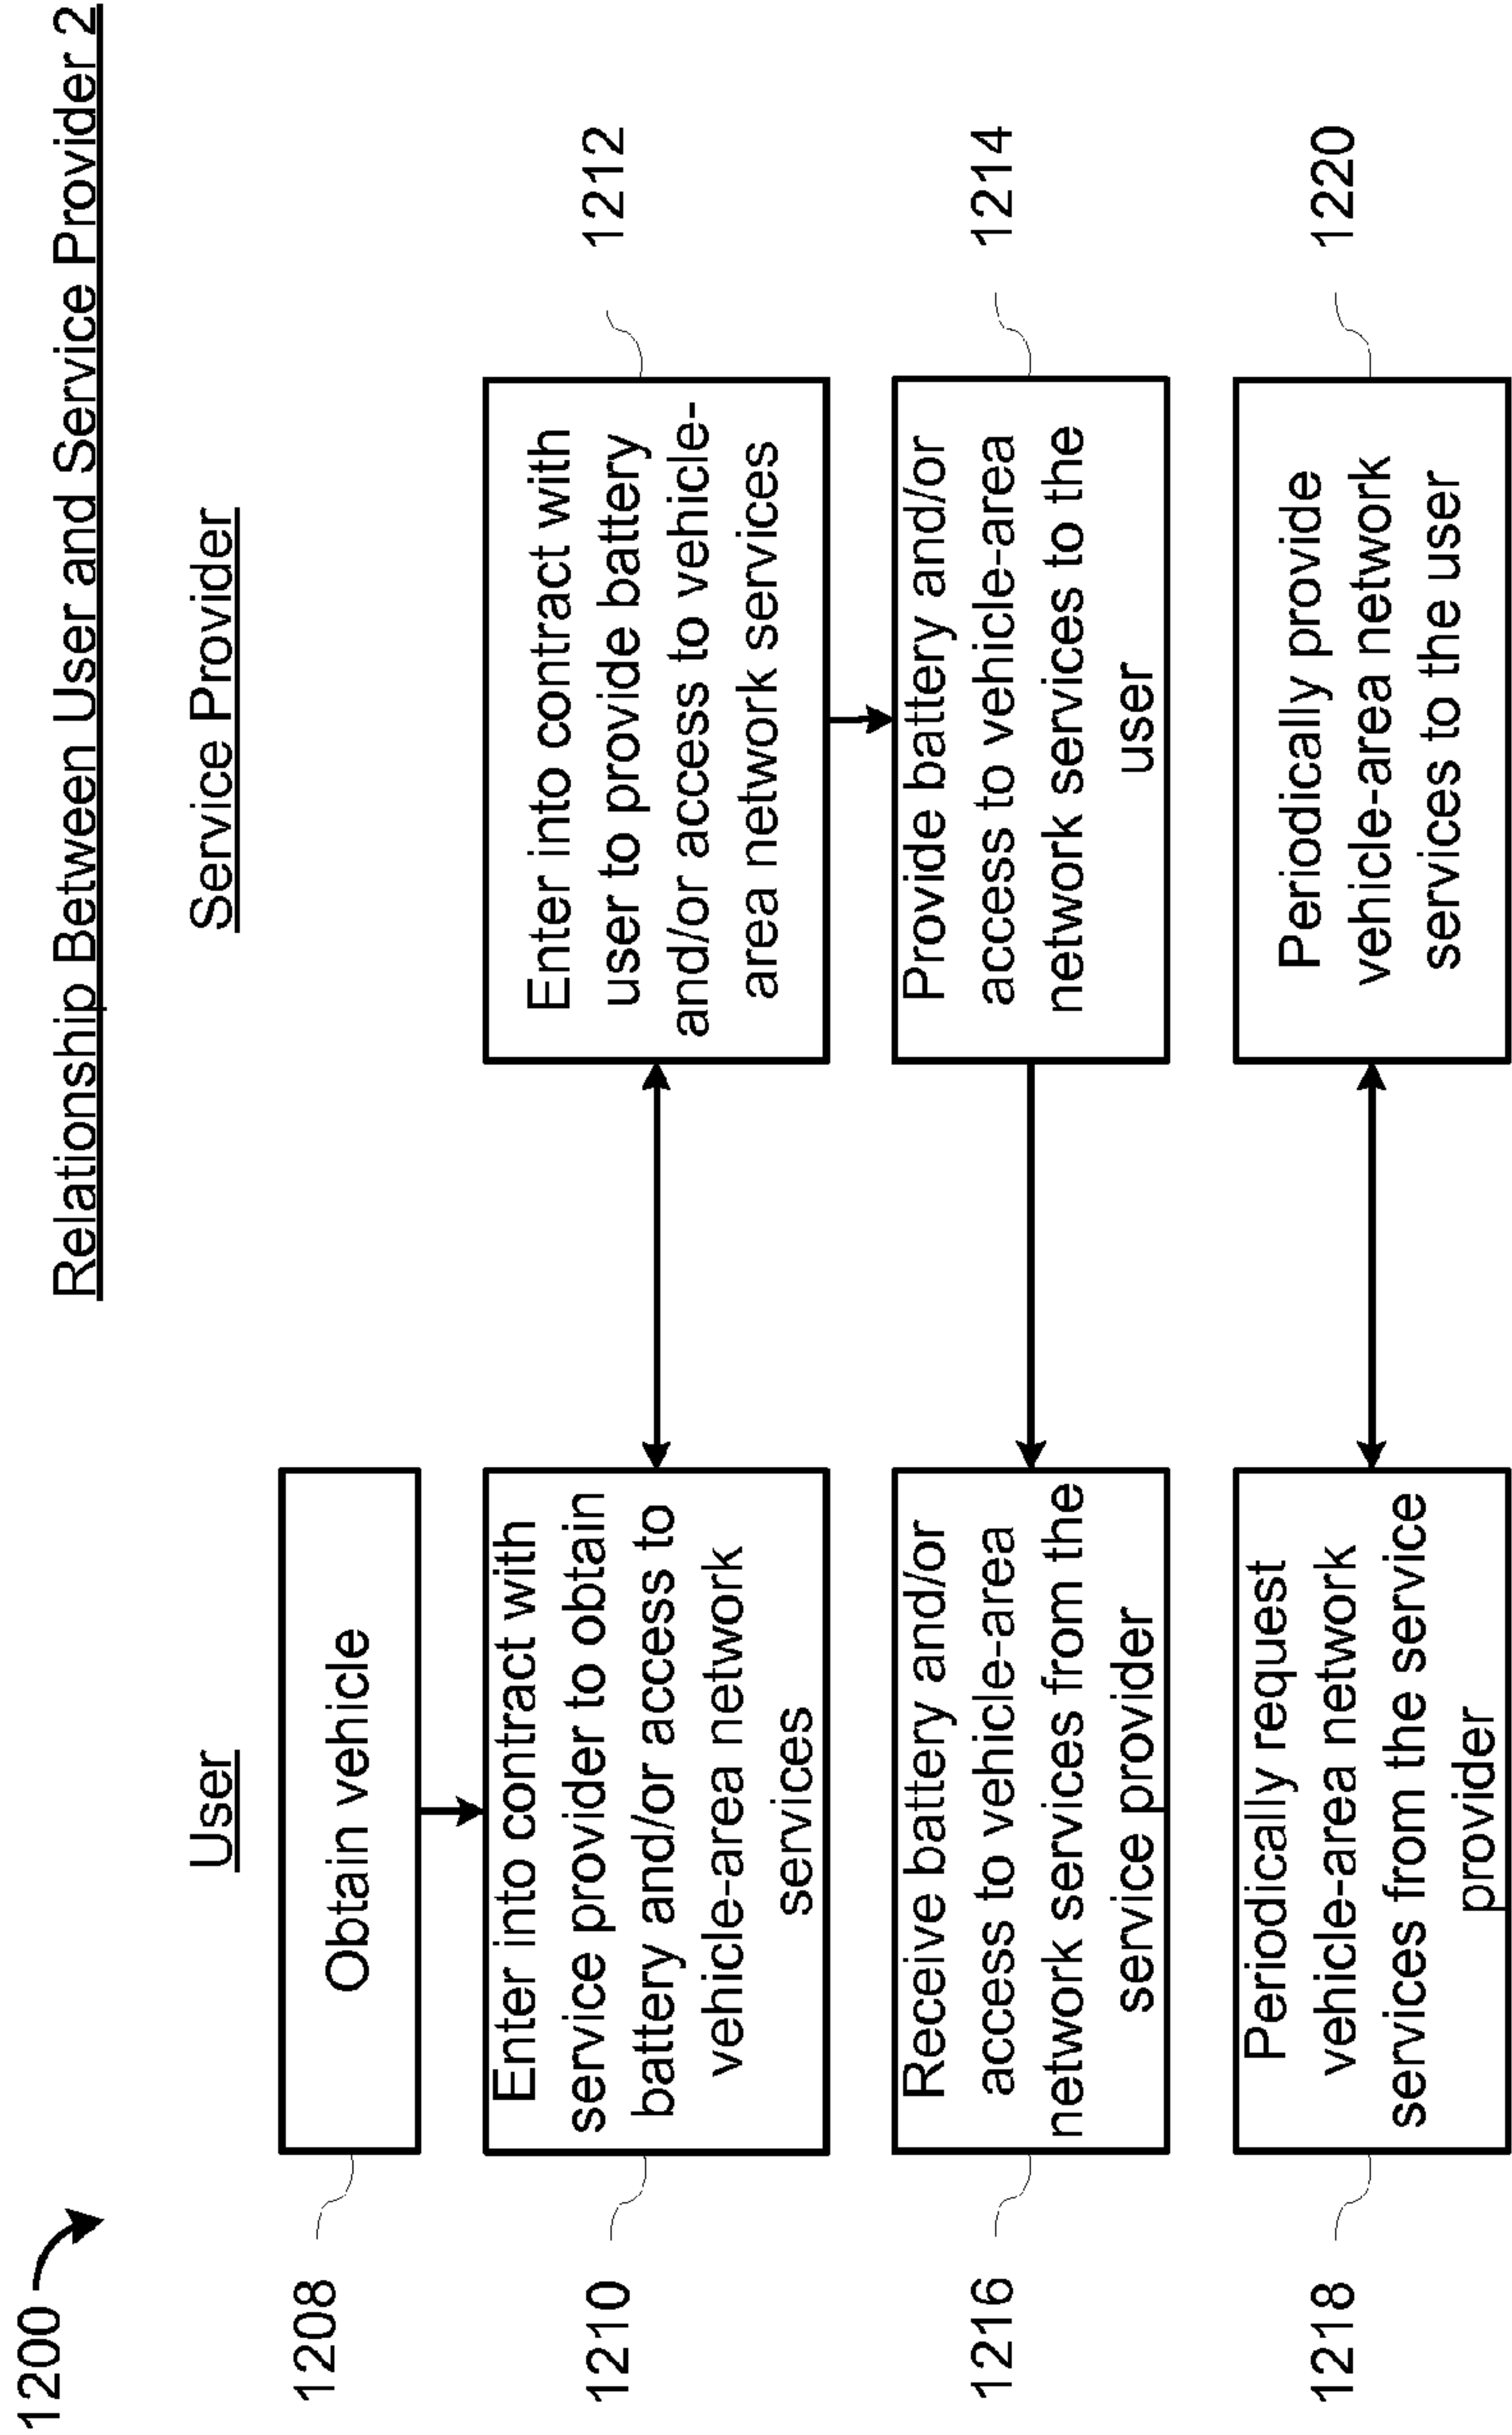 1200
Relationship Between User and Service Provider 2
User
Service Provider
1208
Obtain vehicle
1210
Enter into contract with
service provider to obtain
battery and/or access to
vehicle-area network
services
Enter into contract with
user to provide battery
and/or access to vehicle-
area network services
1212
1216
Receive battery and/or
access to vehicle-area
network services from the
service provider
Provide battery and/or
access to vehicle-area
network services to the
user
1214
1218
Periodically request
vehicle-area network
services from the service
provider
Periodically provide
vehicle-area network
services to the user
1220